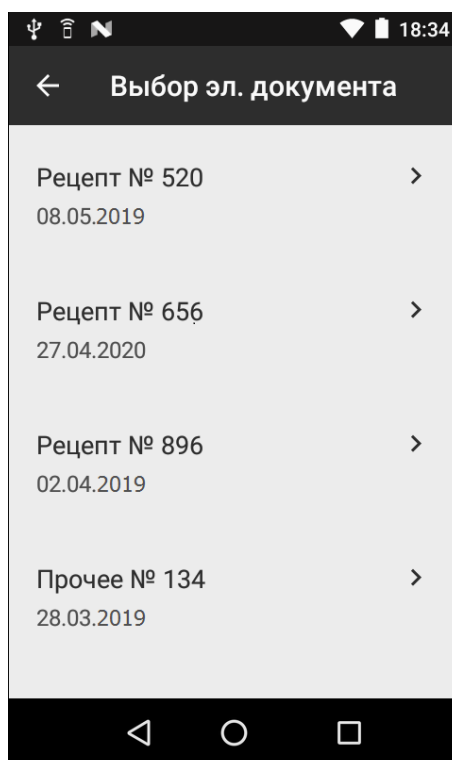 18:34
Выбор эл. документа
Рецепт № 520
08.05.2019
Рецепт № 656
27.04.2020
Рецепт № 896
02.04.2019
Прочее № 134
28.03.2019